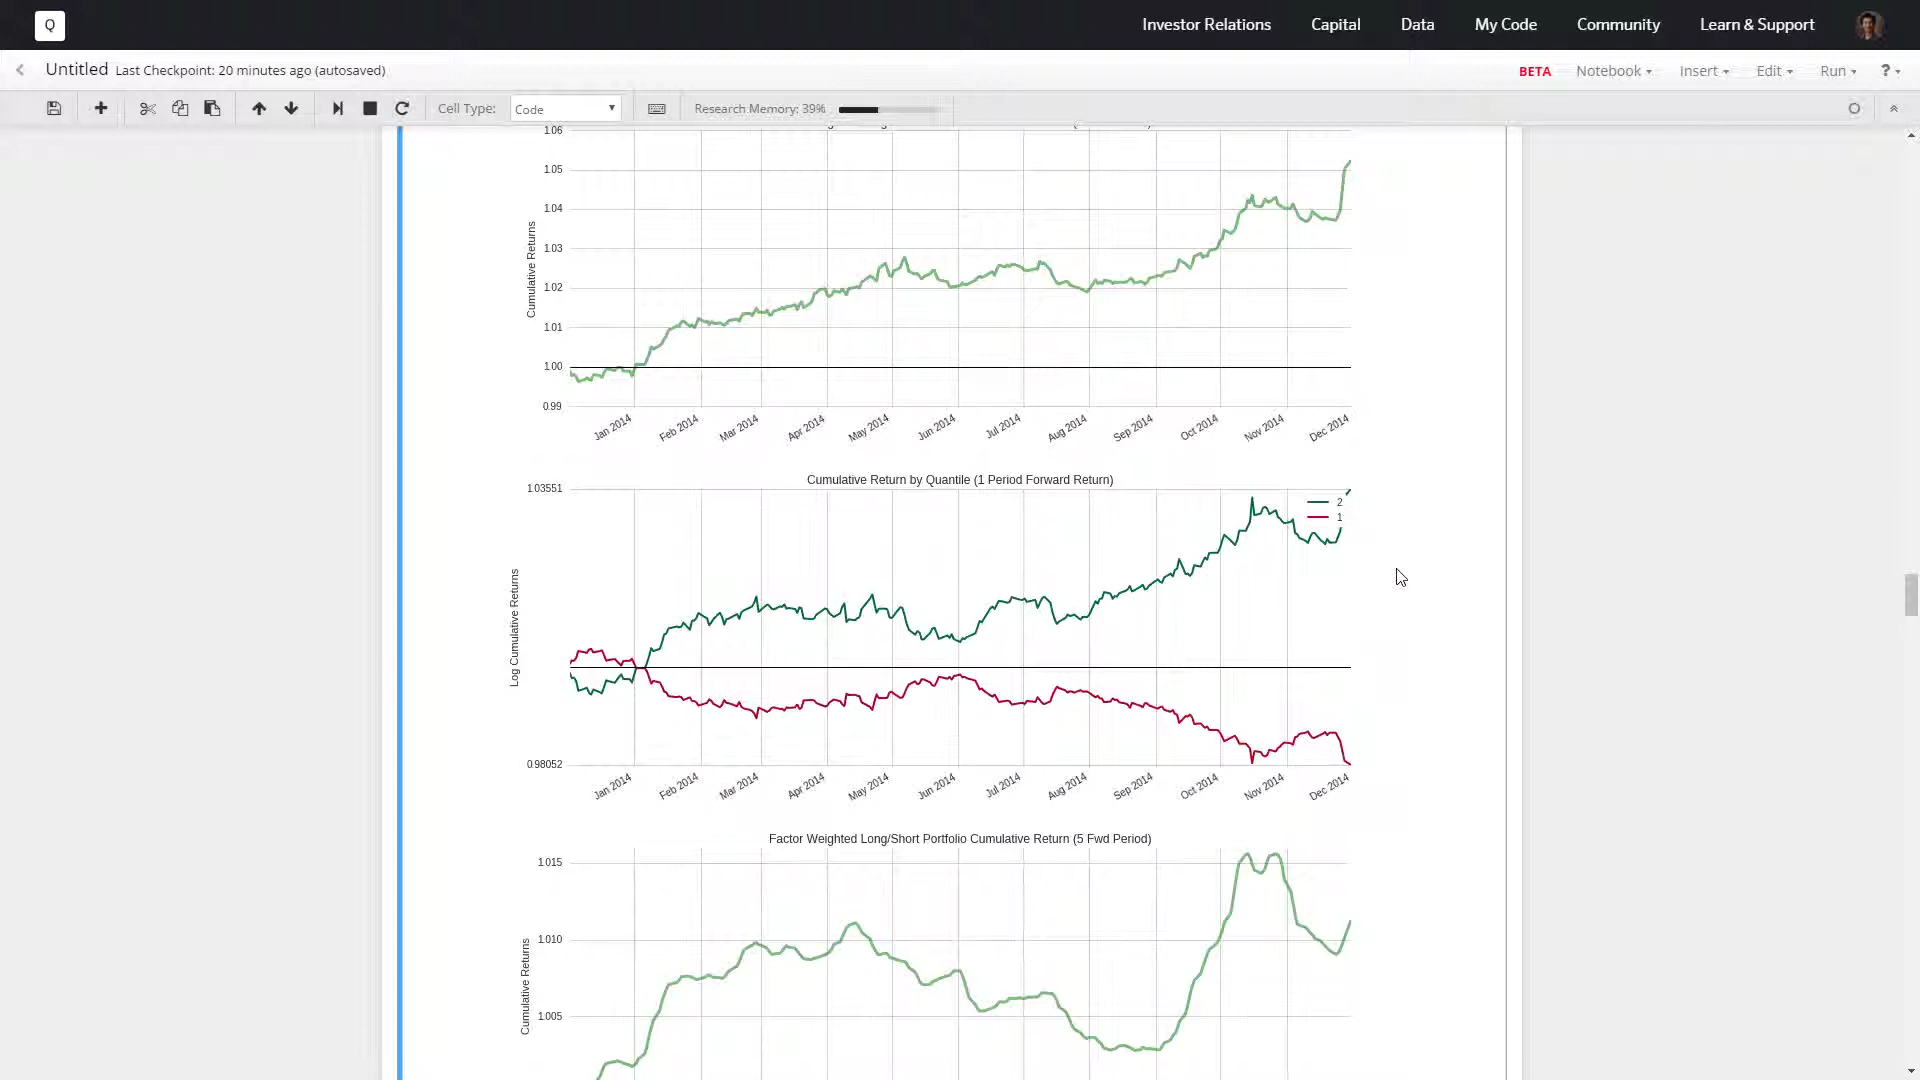 Q
Investor Relations Capital Data My Code Community Learn & Support
Untitled Last Checkpoint: 20 minutes ago (autosaved)
BETA Notebook Insert Edit Run ?
Cell Type: Code Research Memory: 39%
1.06
1.05
1.04
1.03
1.02
1.01
1.00
0.99
Cumulative Returns
Jan 2014 Feb 2014 Mar 2014 Apr 2014 May 2014 Jun 2014 Jul 2014 Aug 2014 Sep 2014 Oct 2014 Nov 2014 Dec 2014
Cumulative Return by Quantile (1 Period Forward Return)
1.03551
2
1
Log Cumulative Returns
0.98052
Jan 2014 Feb 2014 Mar 2014 Apr 2014 May 2014 Jun 2014 Jul 2014 Aug 2014 Sep 2014 Oct 2014 Nov 2014 Dec 2014
Factor Weighted Long/Short Portfolio Cumulative Return (5 Fwd Period)
1.015
1.010
1.005
Cumulative Returns